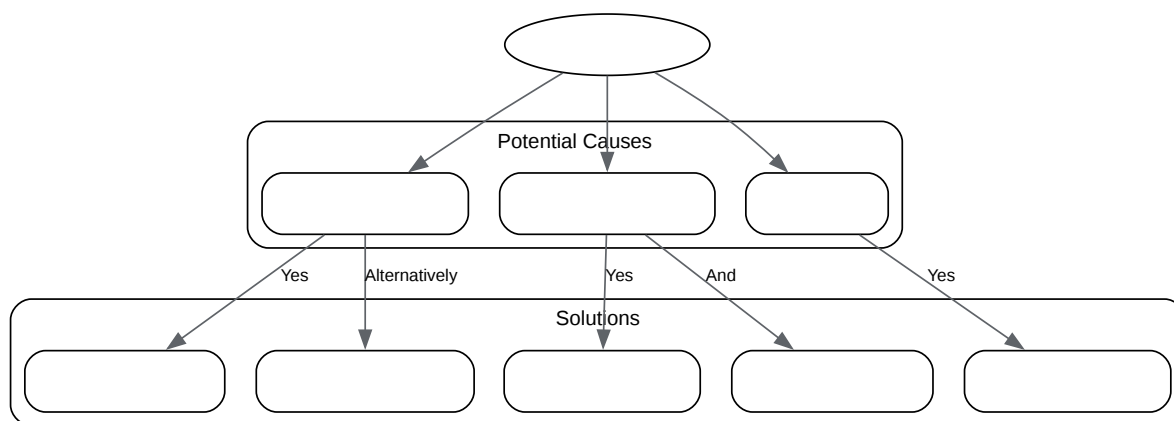 Potential Causes
Yes
Alternatively
Yes
And
Yes
Solutions